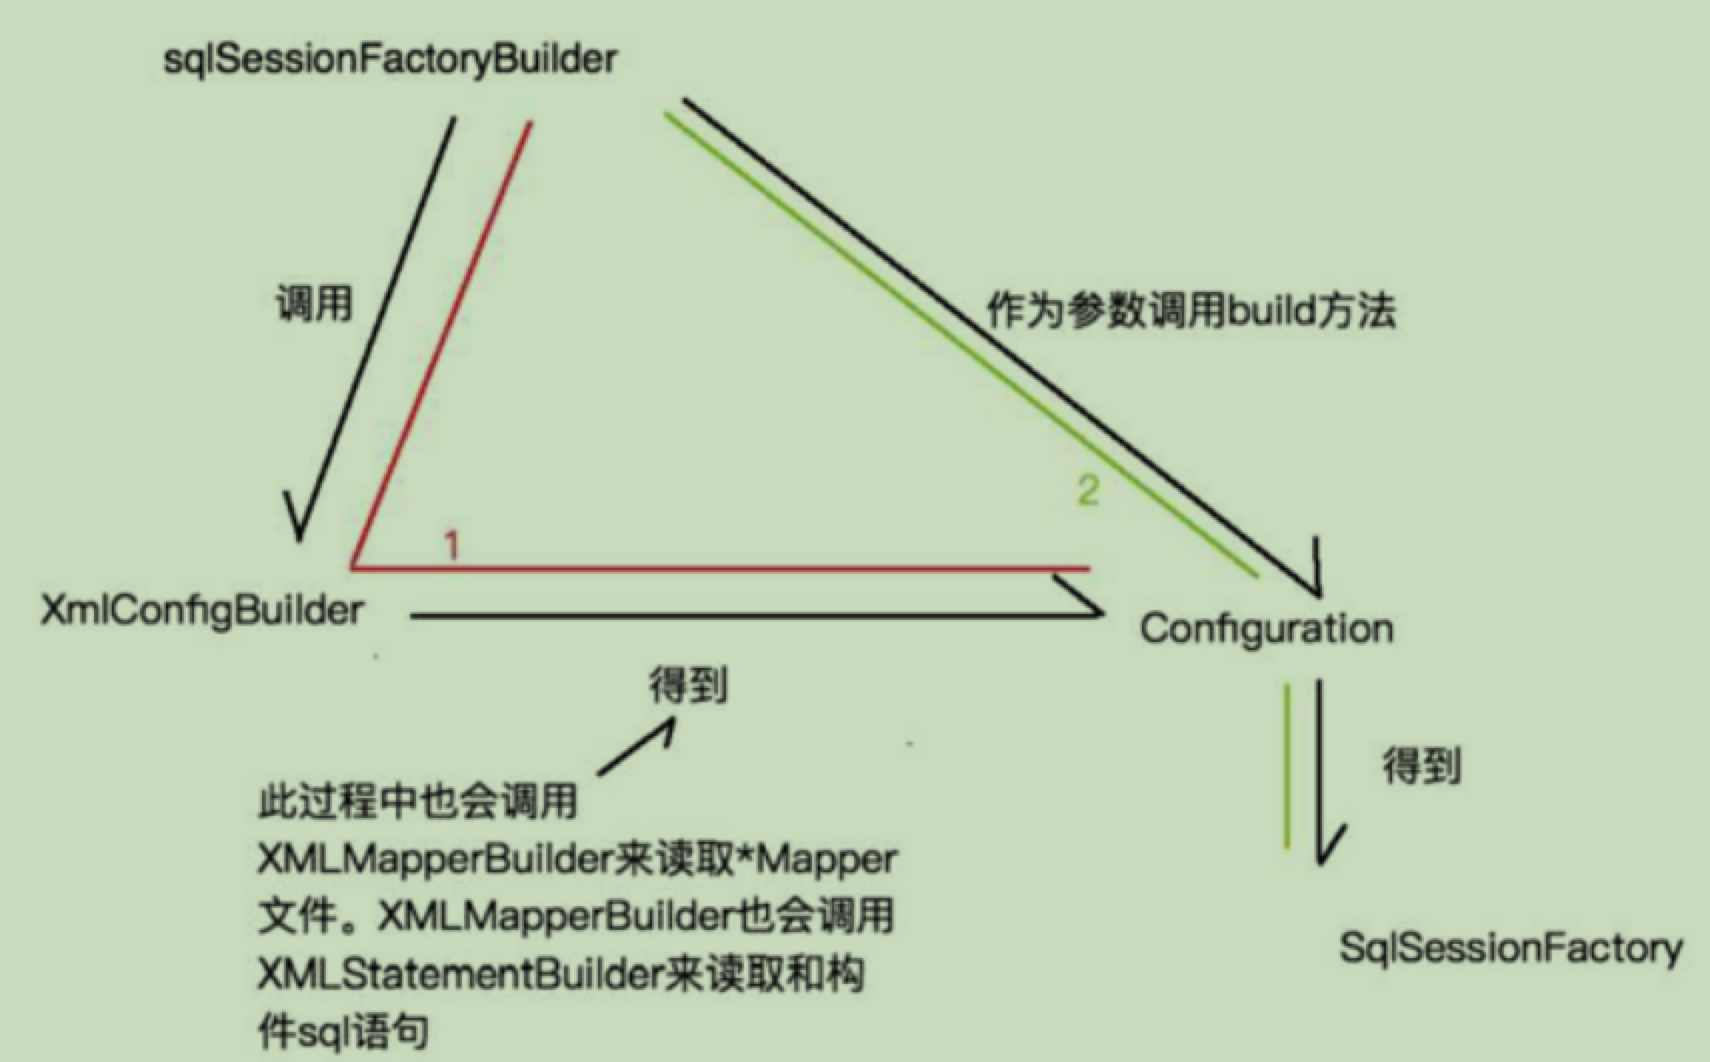 sqlSessionFactoryBuilder
调用
作为参数调用build方法
2
1
XmlConfigBuilder
Configuration
得到
得到
此过程中也会调用
XMLMapperBuilder来读取*Mapper
文件。XMLMapperBuilder也会调用
XMLStatementBuilder来读取和构
件sql语句
SqlSessionFactory